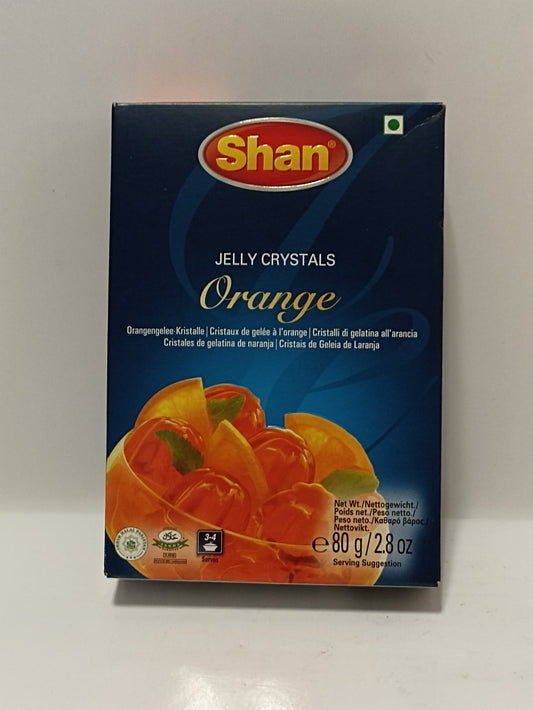 Shan®
JELLY CRYSTALS
Orange
Orangengelee-Kristalle | Cristaux de gelée à l'orange | Cristalli di gelatina all'arancia
Cristales de gelatina de naranja | Cristais de Geleia de Laranja
Net Wt./Nettogewicht./
Poids net./Peso netto./
Peso neto./Καθαρό βάρος./
Nettovikt.
℮80 g/2.8 oz
Serving Suggestion
3-4
Serves